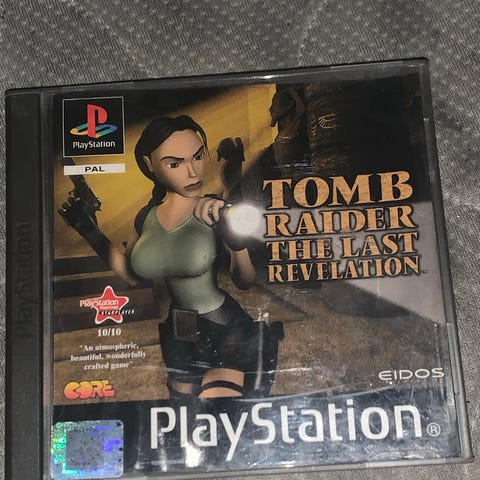 PlayStation
PAL
TOMB
RAIDER
THE LAST
REVELATION
PlayStation
STARPLAYER
10/10
"An atmospheric,
beautiful, wonderfully
crafted game"
CORE
EIDOS
PlayStation®
PlayStation